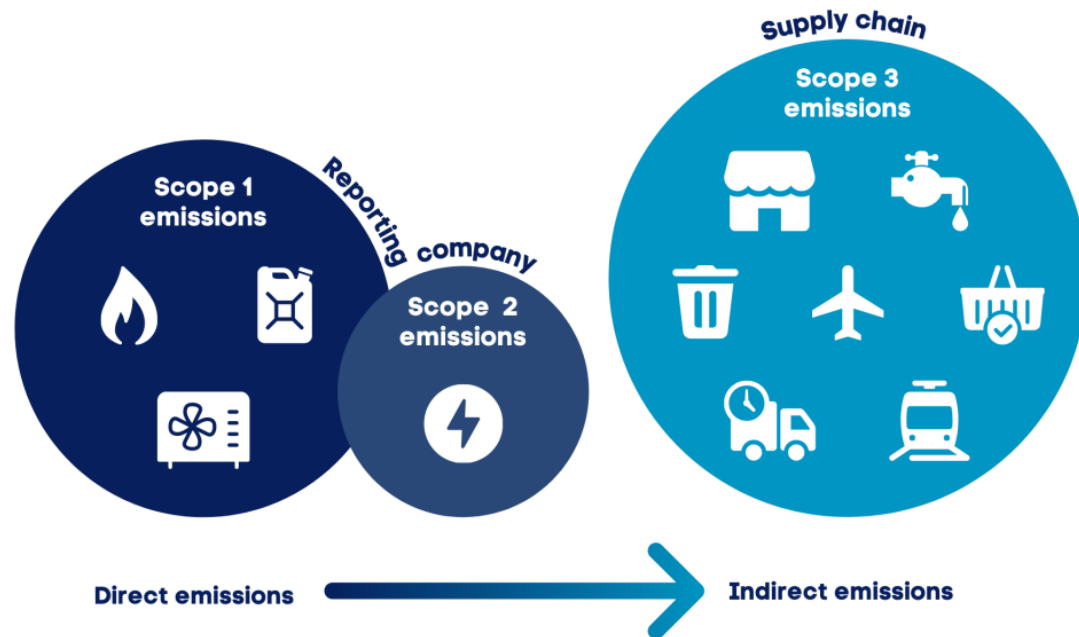 Supply chain
Scope 3
emissions
Reporting company
Scope 1
emissions
Scope 2
emissions
Direct emissions
Indirect emissions